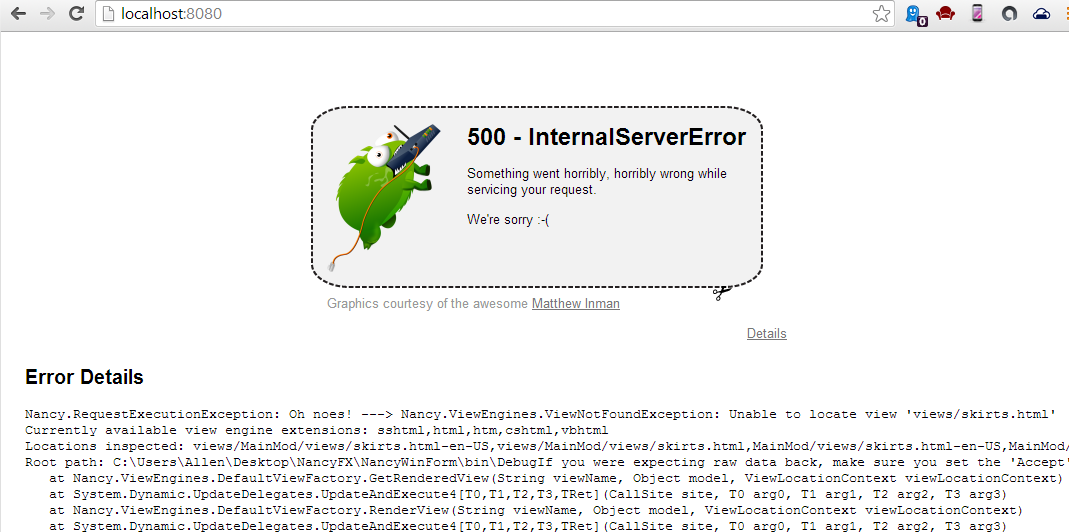 localhost:8080
0
500 - InternalServerError
Something went horribly, horribly wrong while
servicing your request.
We're sorry :-(
Graphics courtesy of the awesome Matthew Inman
Details
Error Details
Nancy.RequestExecutionException: Oh noes! ---> Nancy.ViewEngines.ViewNotFoundException: Unable to locate view 'views/skirts.html'
Currently available view engine extensions: sshtml,html,htm,cshtml,vbhtml
Locations inspected: views/MainMod/views/skirts.html-en-US,views/MainMod/views/skirts.html,MainMod/views/skirts.html-en-US,MainMod/
Root path: C:\Users\Allen\Desktop\NancyFX\NancyWinForm\bin\DebugIf you were expecting raw data back, make sure you set the 'Accept'
at Nancy.ViewEngines.DefaultViewFactory.GetRenderedView(String viewName, Object model, ViewLocationContext viewLocationContext)
at System.Dynamic.UpdateDelegates.UpdateAndExecute4[T0,T1,T2,T3,TRet](CallSite site, T0 arg0, T1 arg1, T2 arg2, T3 arg3)
at Nancy.ViewEngines.DefaultViewFactory.RenderView(String viewName, Object model, ViewLocationContext viewLocationContext)
at System.Dynamic.UpdateDelegates.UpdateAndExecute4[T0,T1,T2,T3,TRet](CallSite site, T0 arg0, T1 arg1, T2 arg2, T3 arg3)